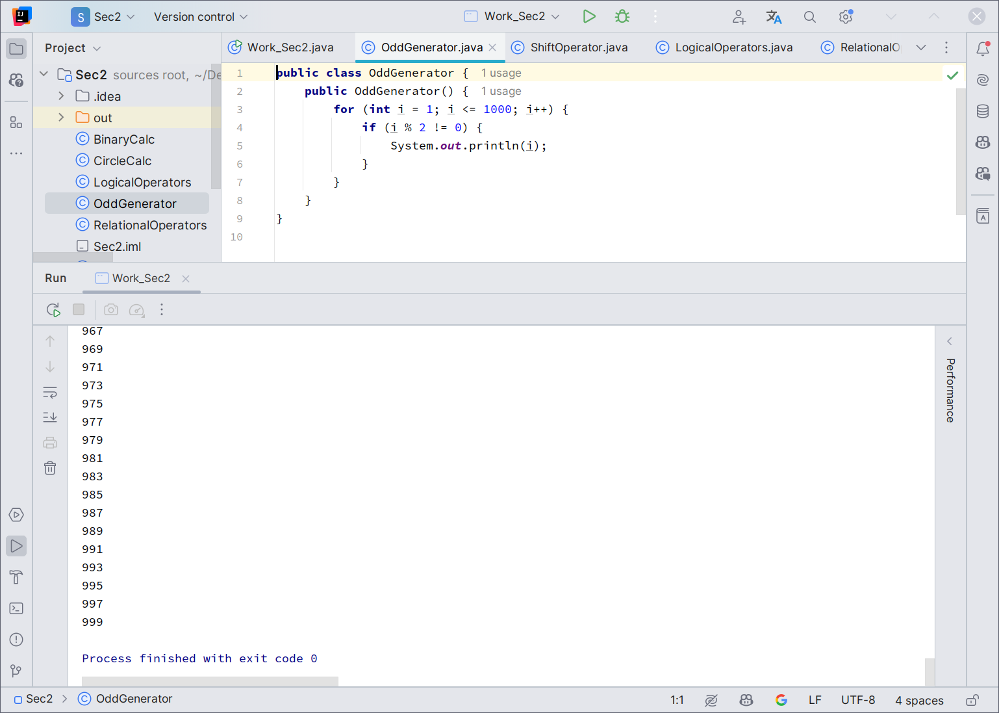 S Sec2 Version control Work_Sec2
Project
Work_Sec2.java OddGenerator.java ShiftOperator.java LogicalOperators.java RelationalO
Sec2 sources root, ~/De
.idea
out
BinaryCalc
CircleCalc
LogicalOperators
OddGenerator
RelationalOperators
Sec2.iml
1 public class OddGenerator { 1 usage
2 public OddGenerator() { 1 usage
3 for (int i = 1; i <= 1000; i++) {
4 if (i % 2 != 0) {
5 System.out.println(i);
6 }
7 }
8 }
9 }
10
Run Work_Sec2
967
969
971
973
975
977
979
981
983
985
987
989
991
993
995
997
999
Process finished with exit code 0
Performance
Sec2 OddGenerator 1:1 LF UTF-8 4 spaces